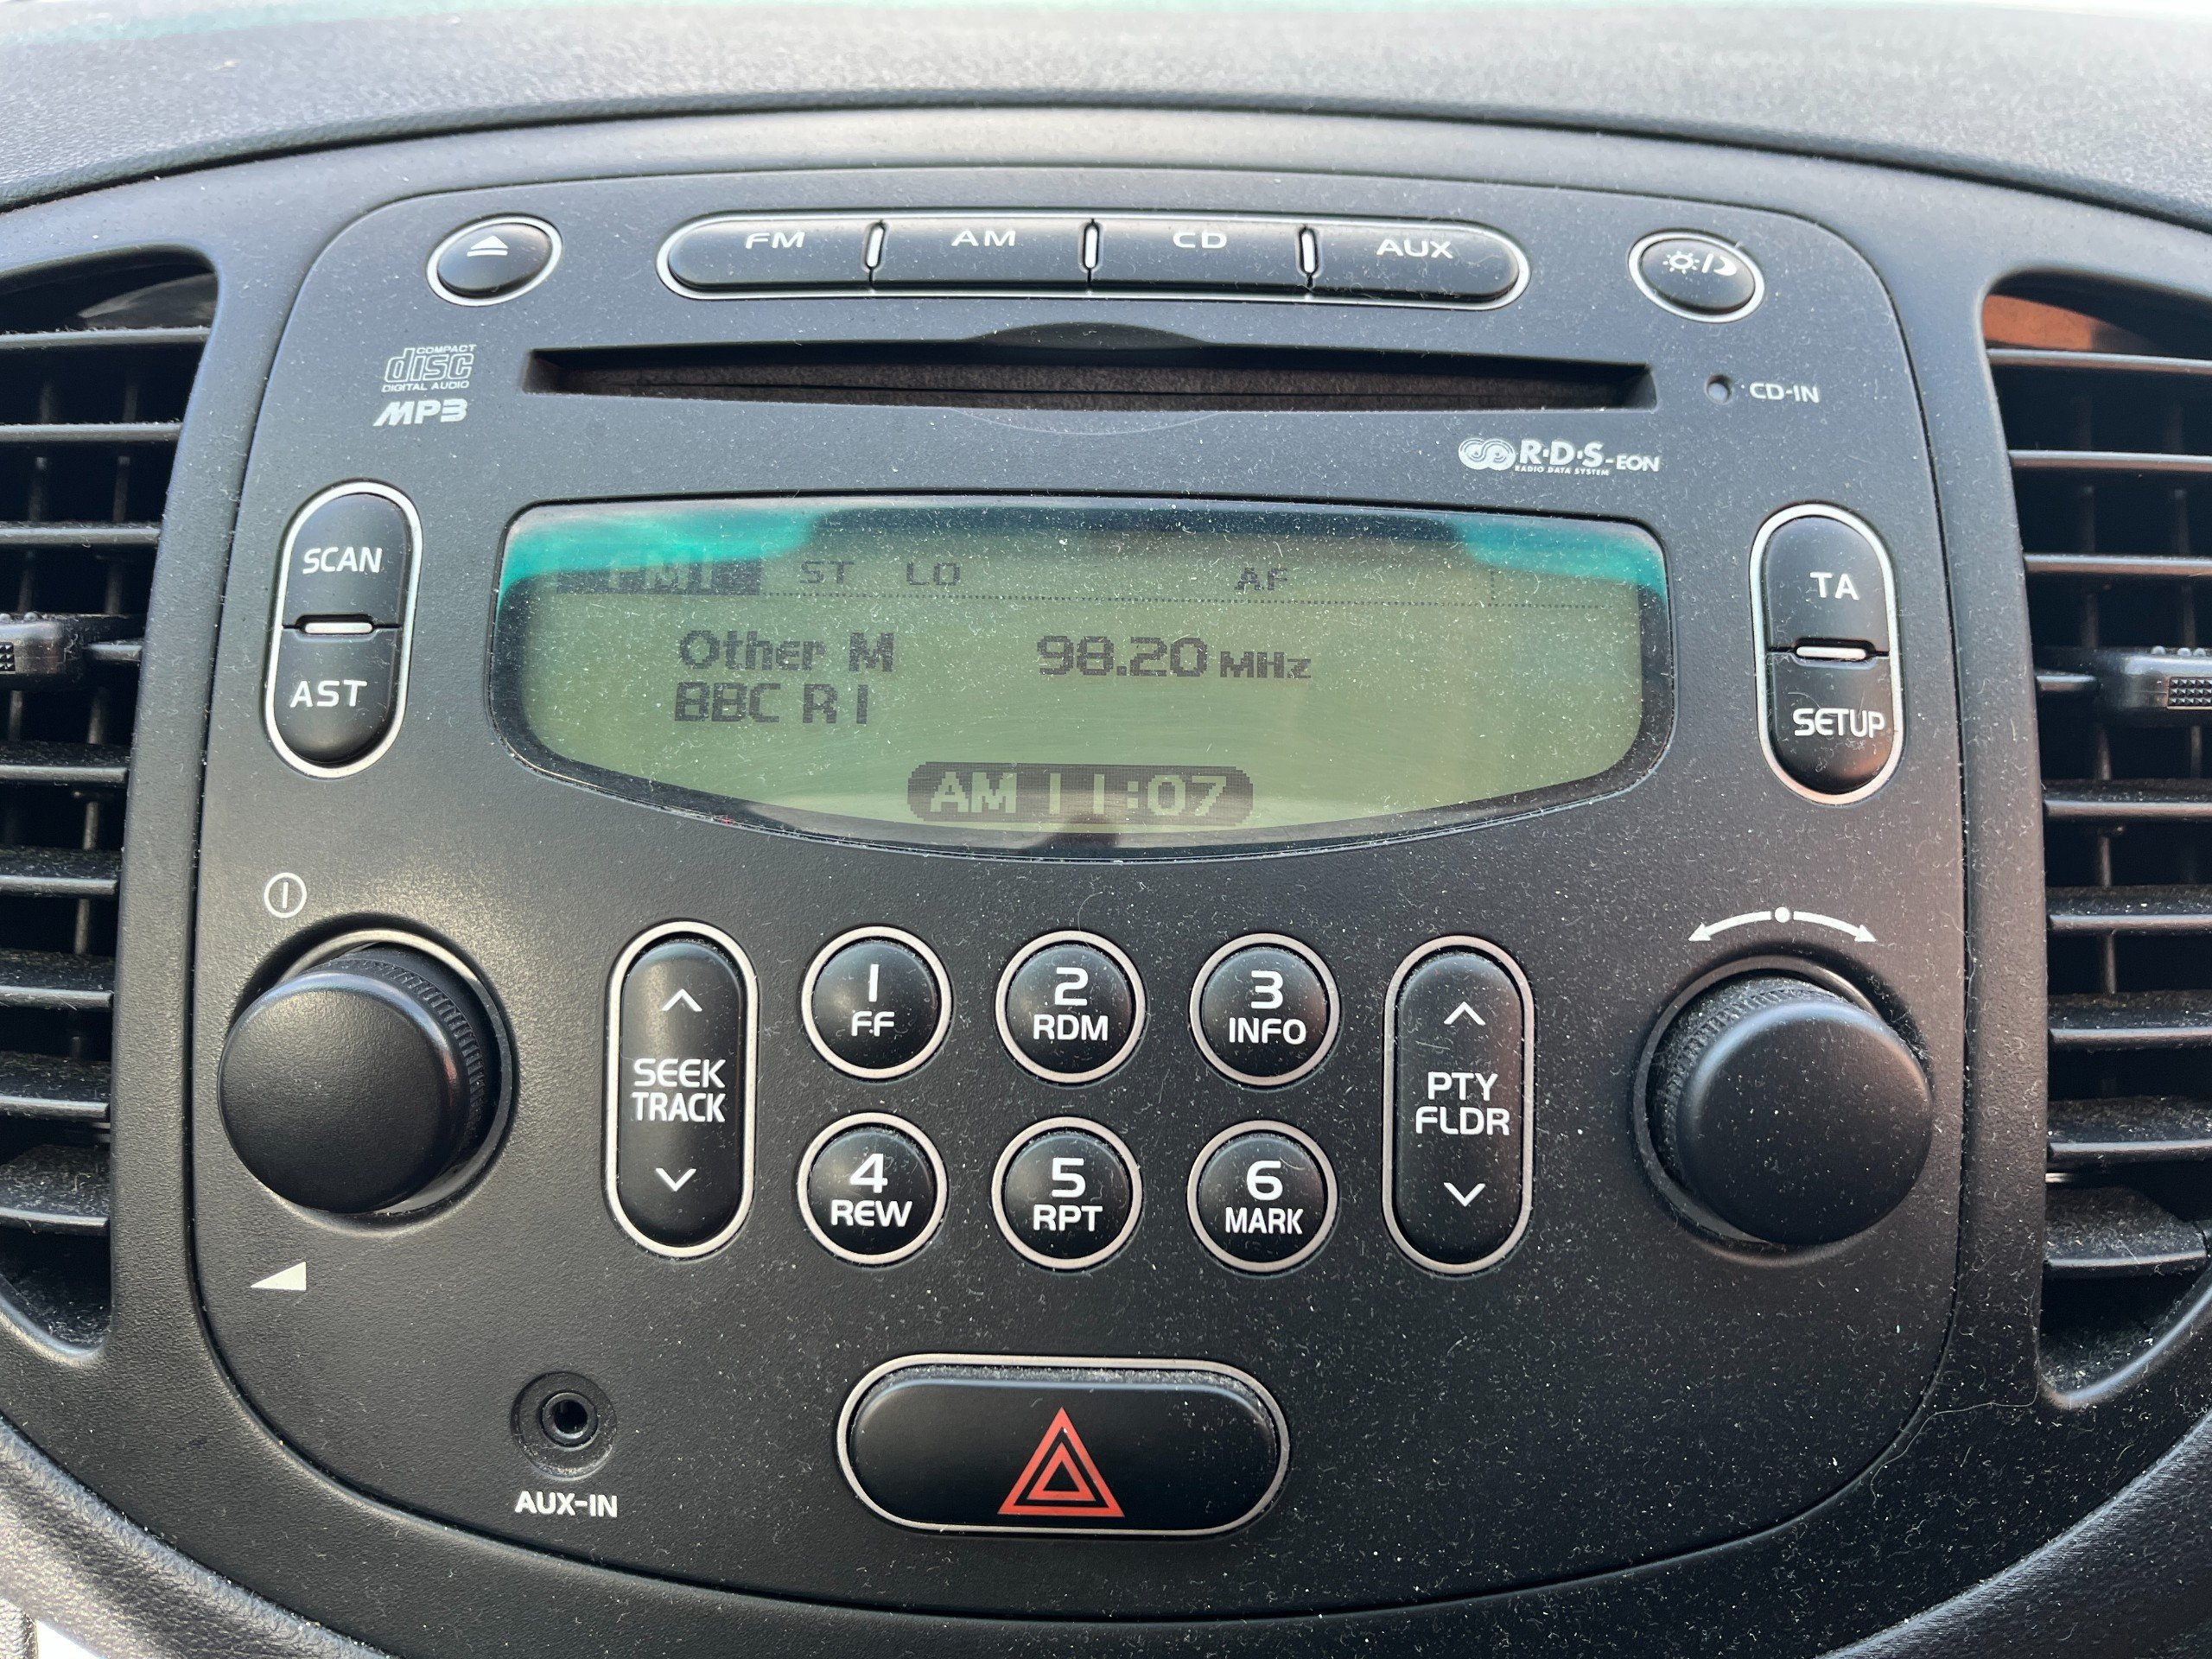 FM AM CD AUX
COMPACT
disc
DIGITAL AUDIO
MP3
CD-IN
R·D·S-EON
RADIO DATA SYSTEM
SCAN
AST
FM1 ST LO AF
Other M 98.20 MHz
BBC R1
AM 11:07
TA
SETUP
SEEK
TRACK
1
FF
2
RDM
3
INFO
4
REW
5
RPT
6
MARK
PTY
FLDR
AUX-IN